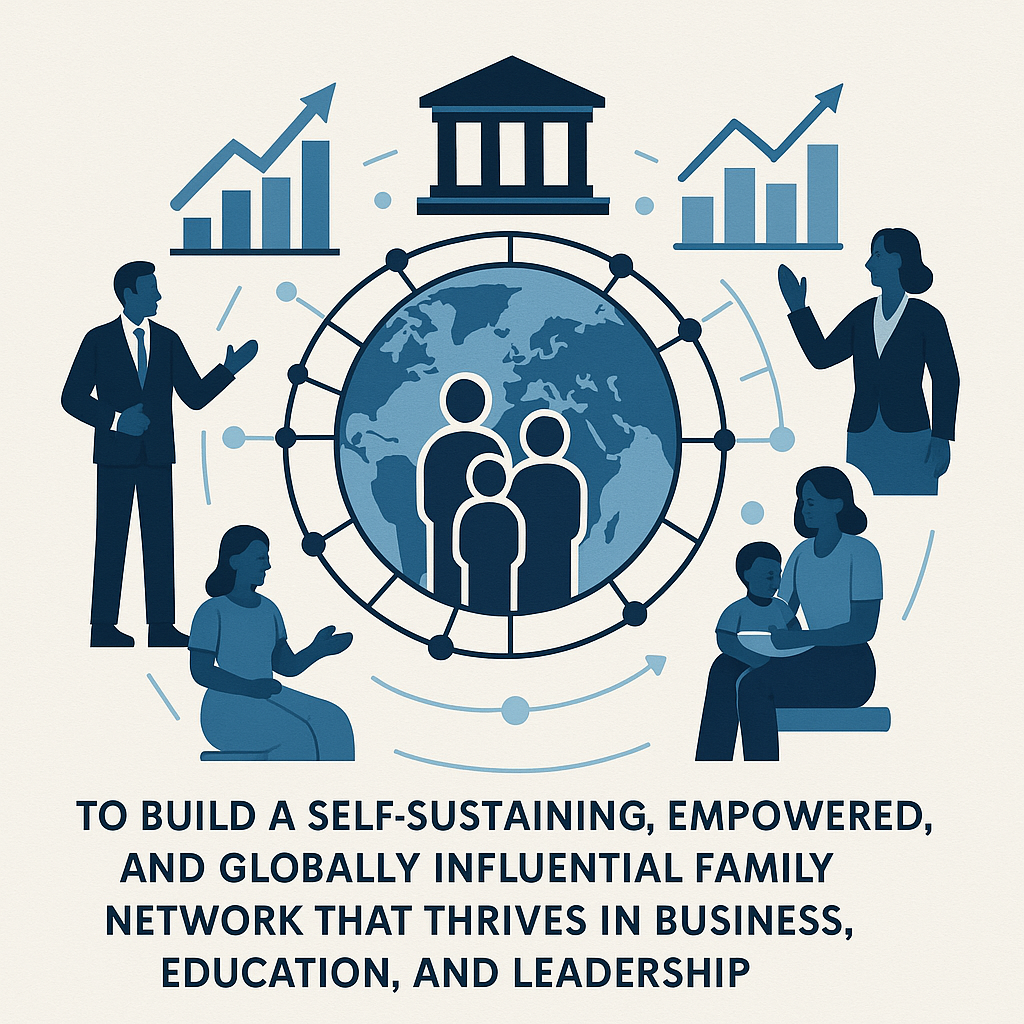 TO BUILD A SELF-SUSTAINING, EMPOWERED,
AND GLOBALLY INFLUENTIAL FAMILY
NETWORK THAT THRIVES IN BUSINESS,
EDUCATION, AND LEADERSHIP